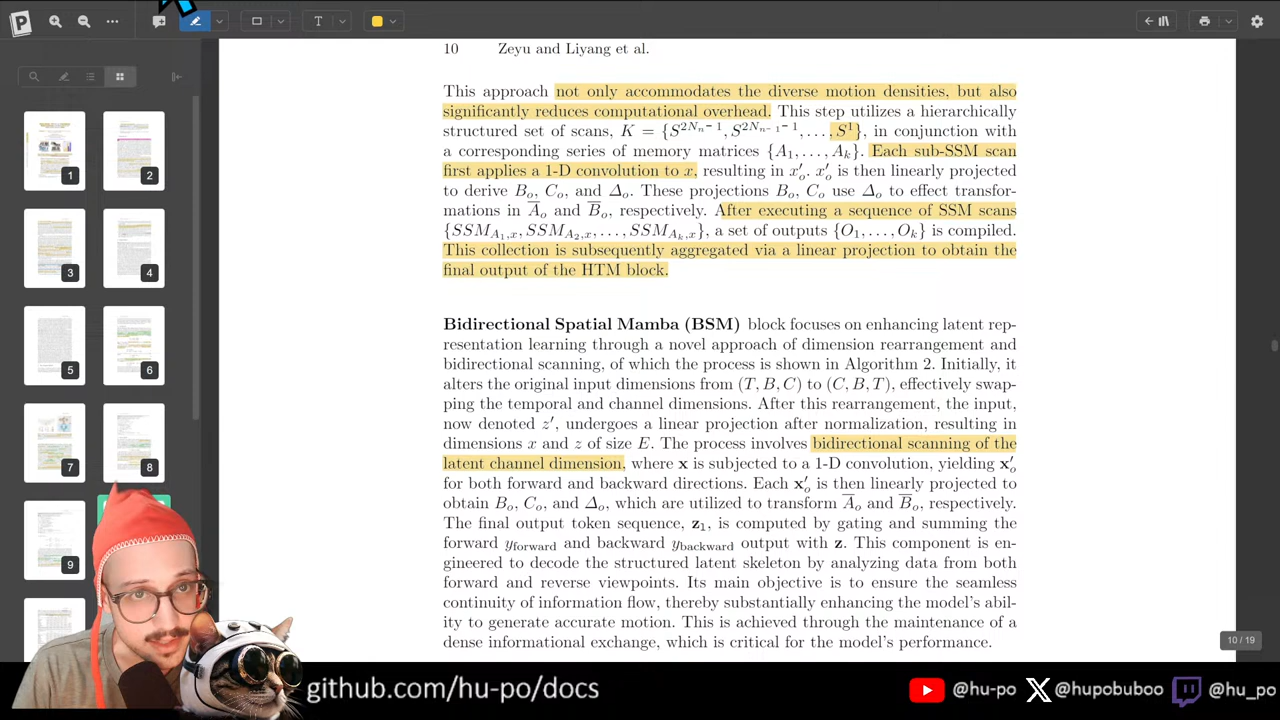 10 Zeyu and Liyang et al.
This approach not only accommodates the diverse motion densities, but also
significantly reduces computational overhead. This step utilizes a hierarchically
structured set of scans, K = {S^{2N_n−1}, S^{2N_{n−1}−1}, . . . , S^1}, in conjunction with
a corresponding series of memory matrices {A_1, . . . , A_k}. Each sub-SSM scan
first applies a 1-D convolution to x, resulting in x′_o. x′_o is then linearly projected
to derive B_o, C_o, and Δ_o. These projections B_o, C_o use Δ_o to effect transfor-
mations in A̅_o and B̅_o, respectively. After executing a sequence of SSM scans
{SSM_{A_1,x}, SSM_{A_2,x}, . . . , SSM_{A_k,x}}, a set of outputs {O_1, . . . , O_k} is compiled.
This collection is subsequently aggregated via a linear projection to obtain the
final output of the HTM block.
Bidirectional Spatial Mamba (BSM) block focuses on enhancing latent rep-
resentation learning through a novel approach of dimension rearrangement and
bidirectional scanning, of which the process is shown in Algorithm 2. Initially, it
alters the original input dimensions from (T, B, C) to (C, B, T), effectively swap-
ping the temporal and channel dimensions. After this rearrangement, the input,
now denoted z′, undergoes a linear projection after normalization, resulting in
dimensions x and z of size E. The process involves bidirectional scanning of the
latent channel dimension, where x is subjected to a 1-D convolution, yielding x′_o
for both forward and backward directions. Each x′_o is then linearly projected to
obtain B_o, C_o, and Δ_o, which are utilized to transform A̅_o and B̅_o, respectively.
The final output token sequence, z_1, is computed by gating and summing the
forward y_forward and backward y_backward output with z. This component is en-
gineered to decode the structured latent skeleton by analyzing data from both
forward and reverse viewpoints. Its main objective is to ensure the seamless
continuity of information flow, thereby substantially enhancing the model's abil-
ity to generate accurate motion. This is achieved through the maintenance of a
dense informational exchange, which is critical for the model's performance.
1
2
3
4
5
6
7
8
9
10 / 19
github.com/hu-po/docs
@hu-po
@hupobuboo
@hu_po